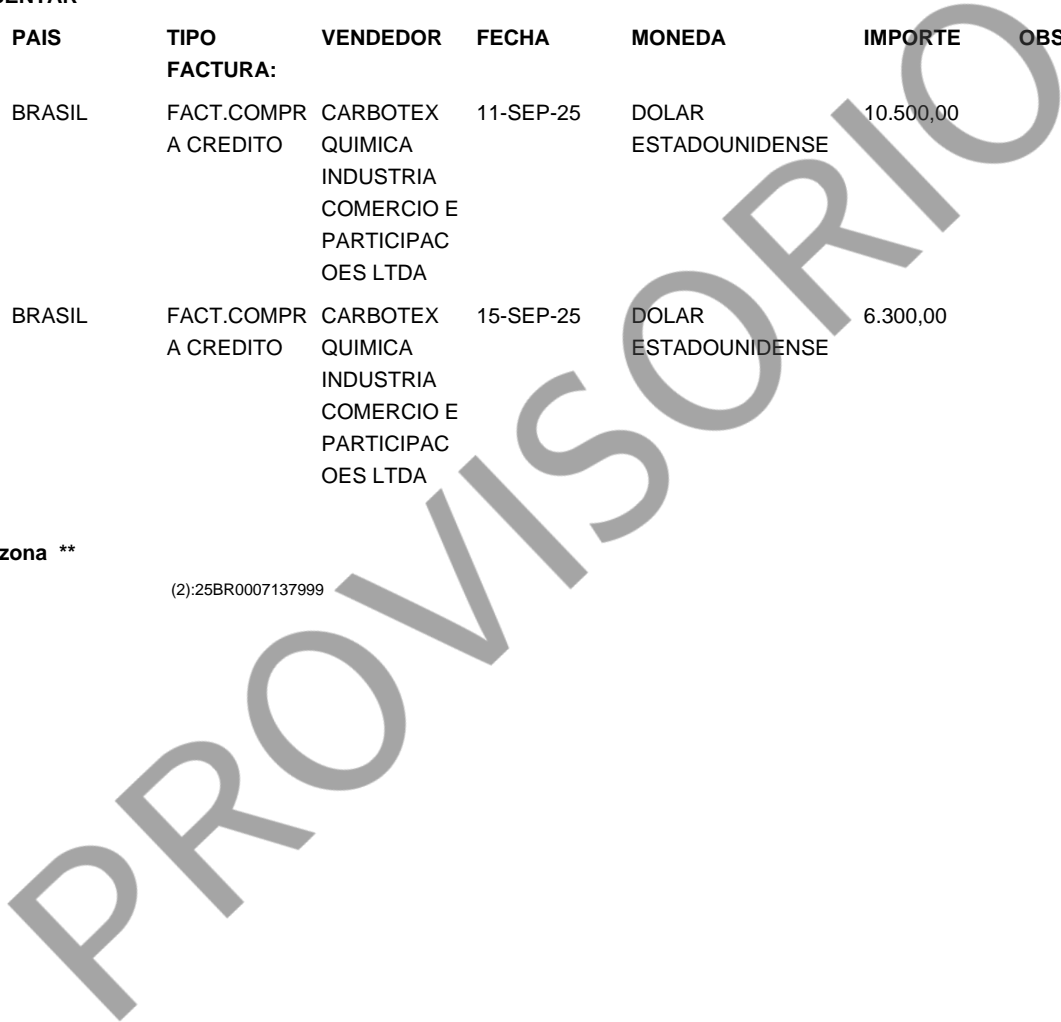 PAIS TIPO VENDEDOR FECHA MONEDA IMPORTE OBS
FACTURA:
BRASIL FACT.COMPR CARBOTEX 11-SEP-25 DOLAR 10.500,00
A CREDITO QUIMICA ESTADOUNIDENSE
INDUSTRIA
COMERCIO E
PARTICIPAC
OES LTDA
BRASIL FACT.COMPR CARBOTEX 15-SEP-25 DOLAR 6.300,00
A CREDITO QUIMICA ESTADOUNIDENSE
INDUSTRIA
COMERCIO E
PARTICIPAC
OES LTDA
zona **
(2):25BR0007137999
PROVISORIO